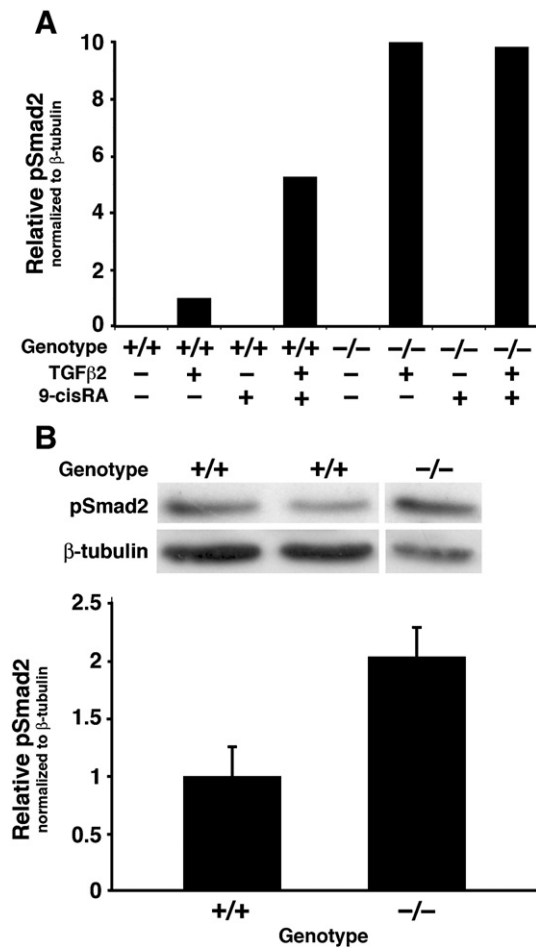 A
Relative pSmad2
normalized to β-tubulin
10
8
6
4
2
0
Genotype +/+ +/+ +/+ +/+ −/− −/− −/− −/−
TGFβ2 − + − + − + − +
9-cisRA − − + + − − + +
B
Genotype +/+ +/+ −/−
pSmad2
β-tubulin
Relative pSmad2
normalized to β-tubulin
2.5
2
1.5
1
0.5
0
+/+ −/−
Genotype